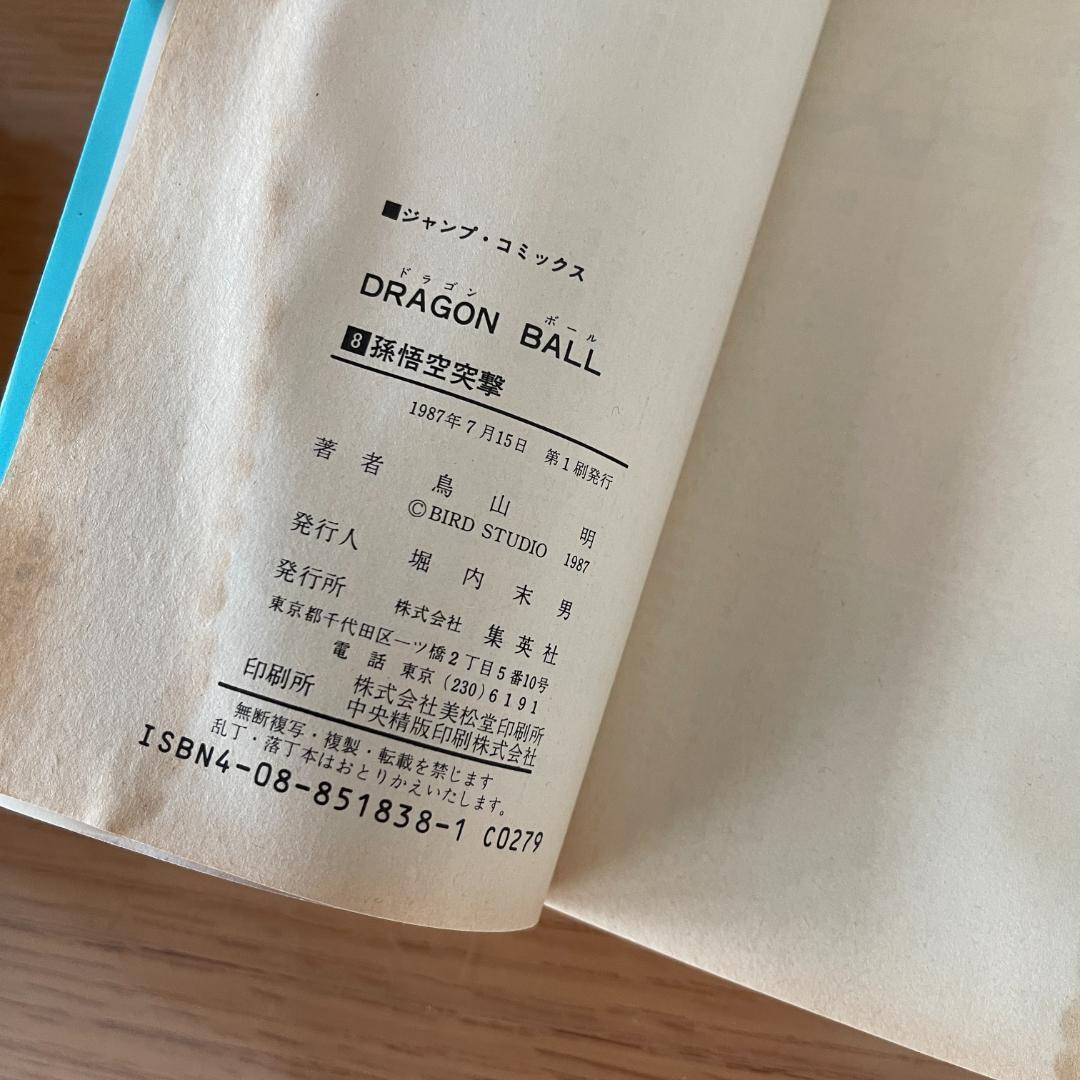 ■ジャンプ・コミックス
ドラゴン ボール
DRAGON BALL
8 孫悟空突撃
1987年7月15日 第1刷発行
著者 鳥山 明
©BIRD STUDIO 1987
発行人 堀内末男
発行所 株式会社 集英社
東京都千代田区一ツ橋2丁目5番10号
電話 東京 (230) 6191
印刷所 株式会社美松堂印刷所
中央精版印刷株式会社
無断複写・複製・転載を禁じます
乱丁・落丁本はおとりかえいたします。
ISBN4-08-851838-1 C0279